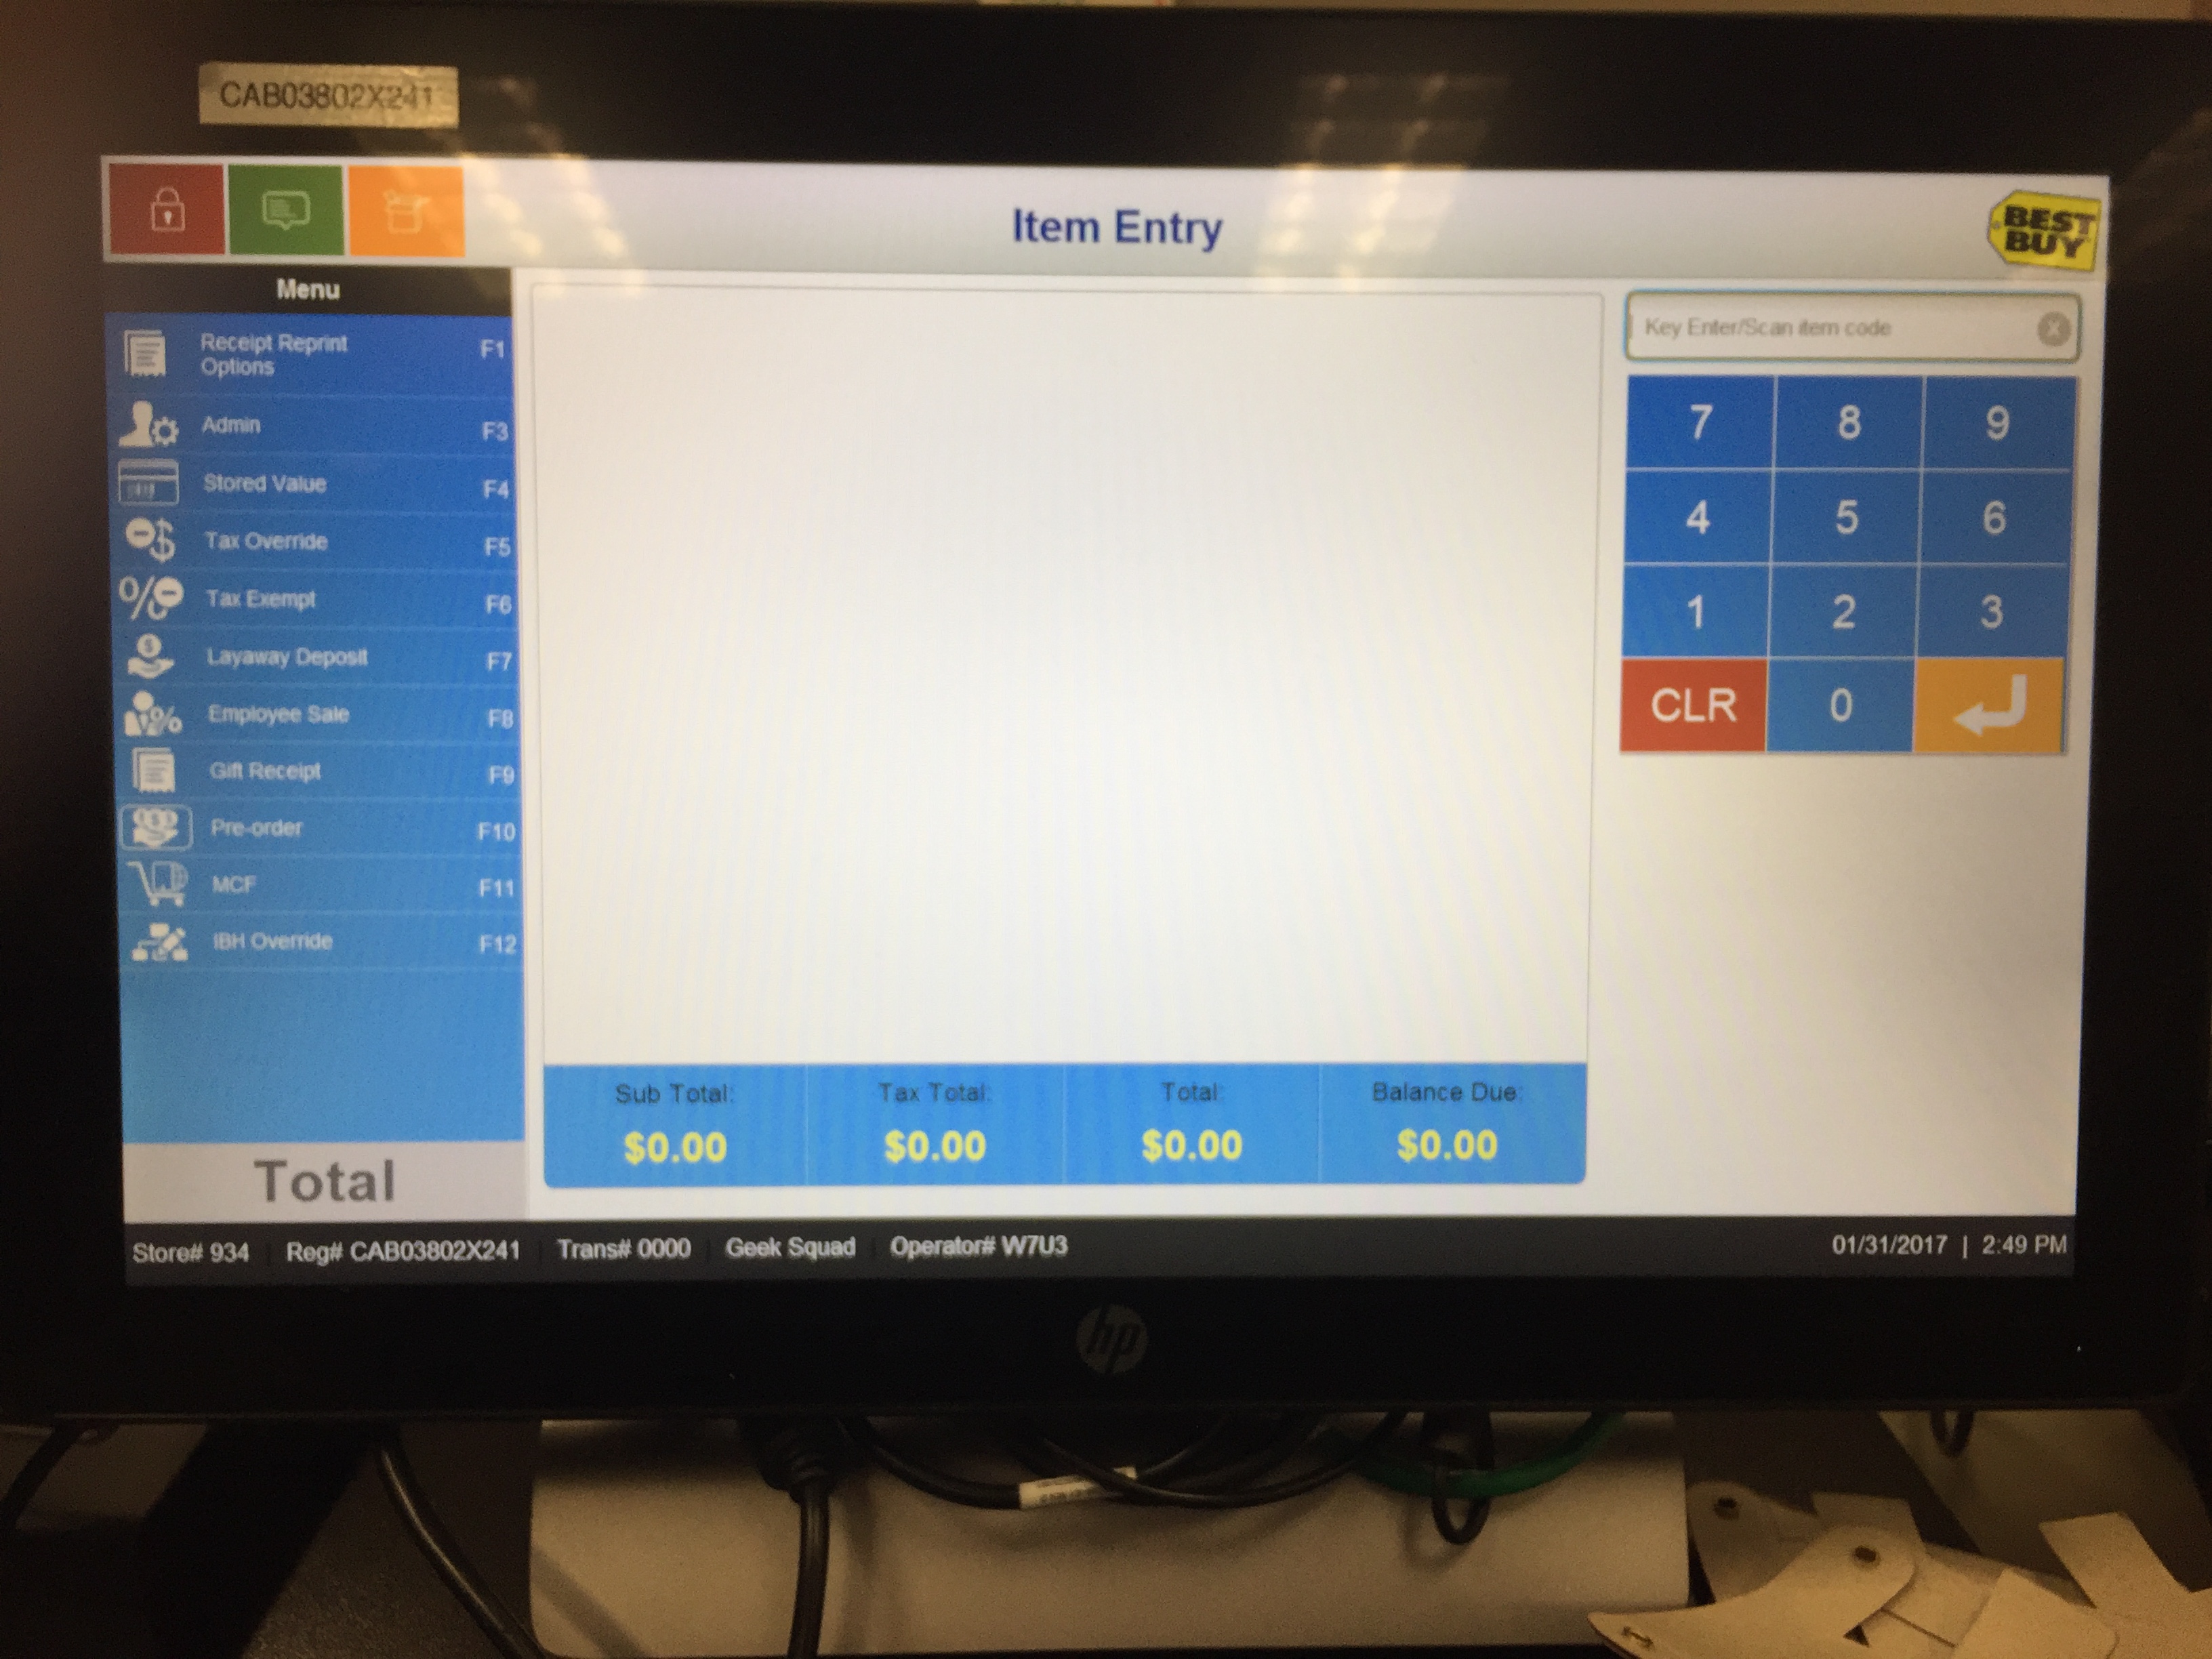 CAB03802X241
Item Entry
BEST
BUY
Menu
Receipt Reprint
Options
F1
Admin F3
Stored Value F4
Tax Override F5
Tax Exempt F6
Layaway Deposit F7
Employee Sale F8
Gift Receipt F9
Pre-order F10
MCF F11
IBH Override F12
Total
Key Enter/Scan item code
7 8 9
4 5 6
1 2 3
CLR 0
Sub Total: Tax Total: Total: Balance Due:
$0.00 $0.00 $0.00 $0.00
Store# 934 Reg# CAB03802X241 Trans# 0000 Geek Squad Operator# W7U3 01/31/2017 | 2:49 PM
hp